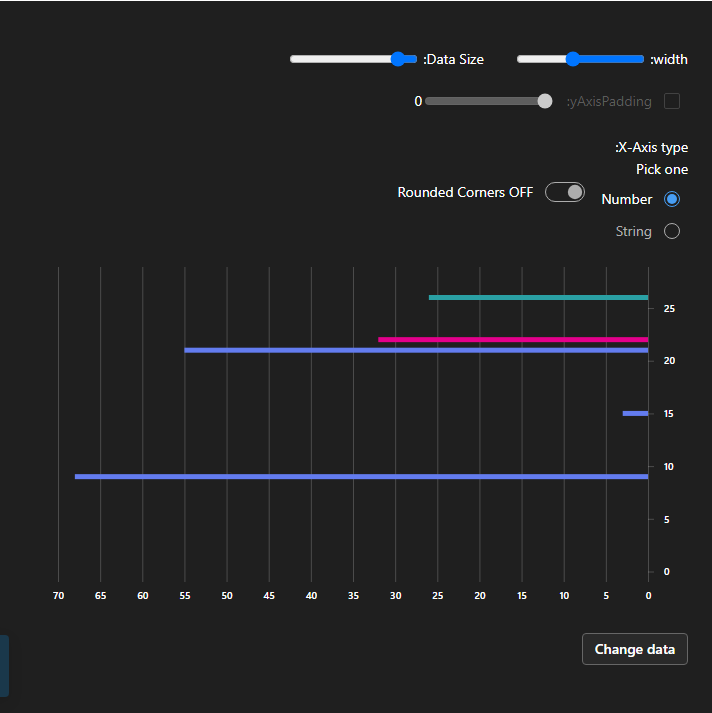 :width
:Data Size
:yAxisPadding
0
:X-Axis type
Pick one
Number
Rounded Corners OFF
String
25
20
15
10
5
0
70 65 60 55 50 45 40 35 30 25 20 15 10 5 0
Change data